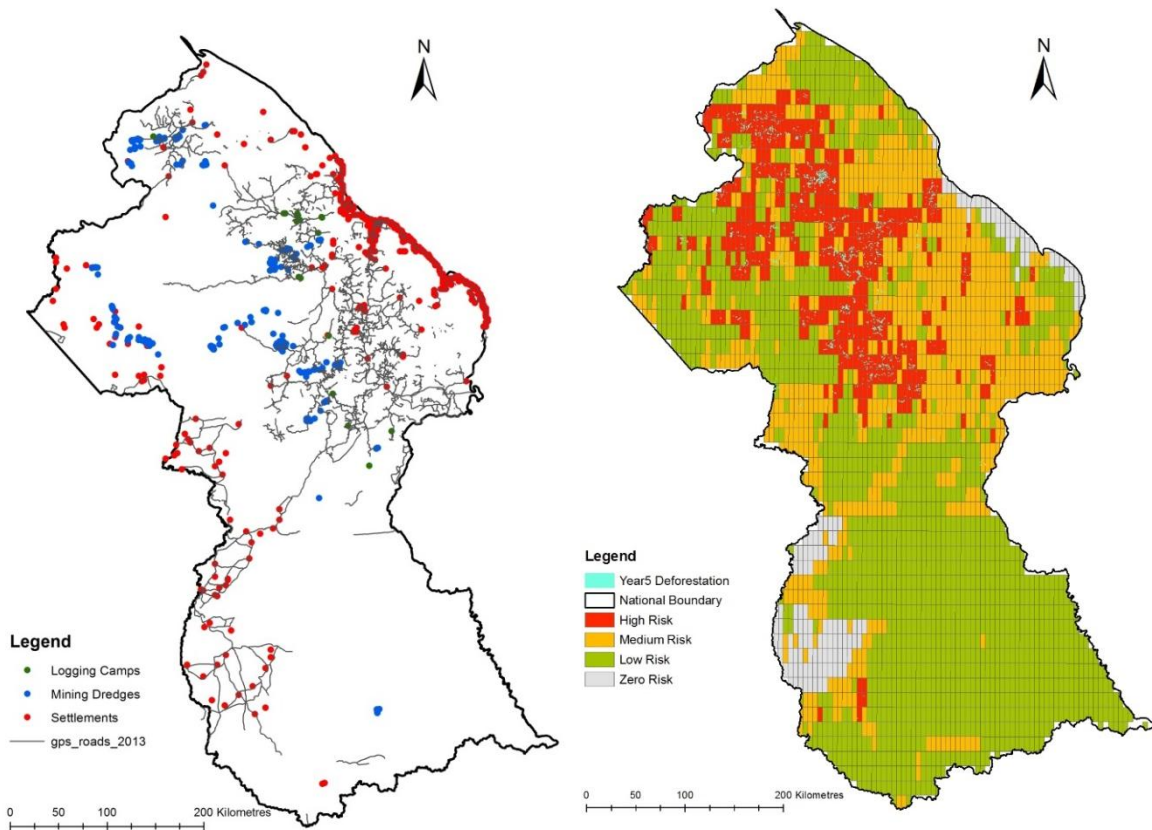 N
Legend
Logging Camps
Mining Dredges
Settlements
gps_roads_2013
0 50 100 200 Kilometres
N
Legend
Year5 Deforestation
National Boundary
High Risk
Medium Risk
Low Risk
Zero Risk
0 50 100 200 Kilometres